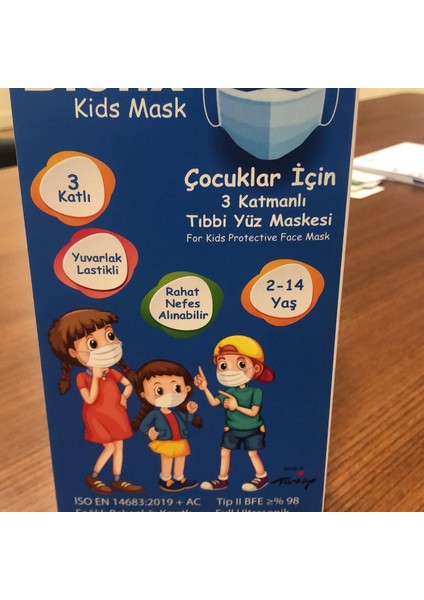 Kids Mask
3
Katlı
Çocuklar İçin
3 Katmanlı
Tıbbi Yüz Maskesi
For Kids Protective Face Mask
Yuvarlak
Lastikli
Rahat
Nefes
Alınabilir
2-14
Yaş
Türkiye
ISO EN 14683:2019 + AC
Tip II BFE ≥% 98